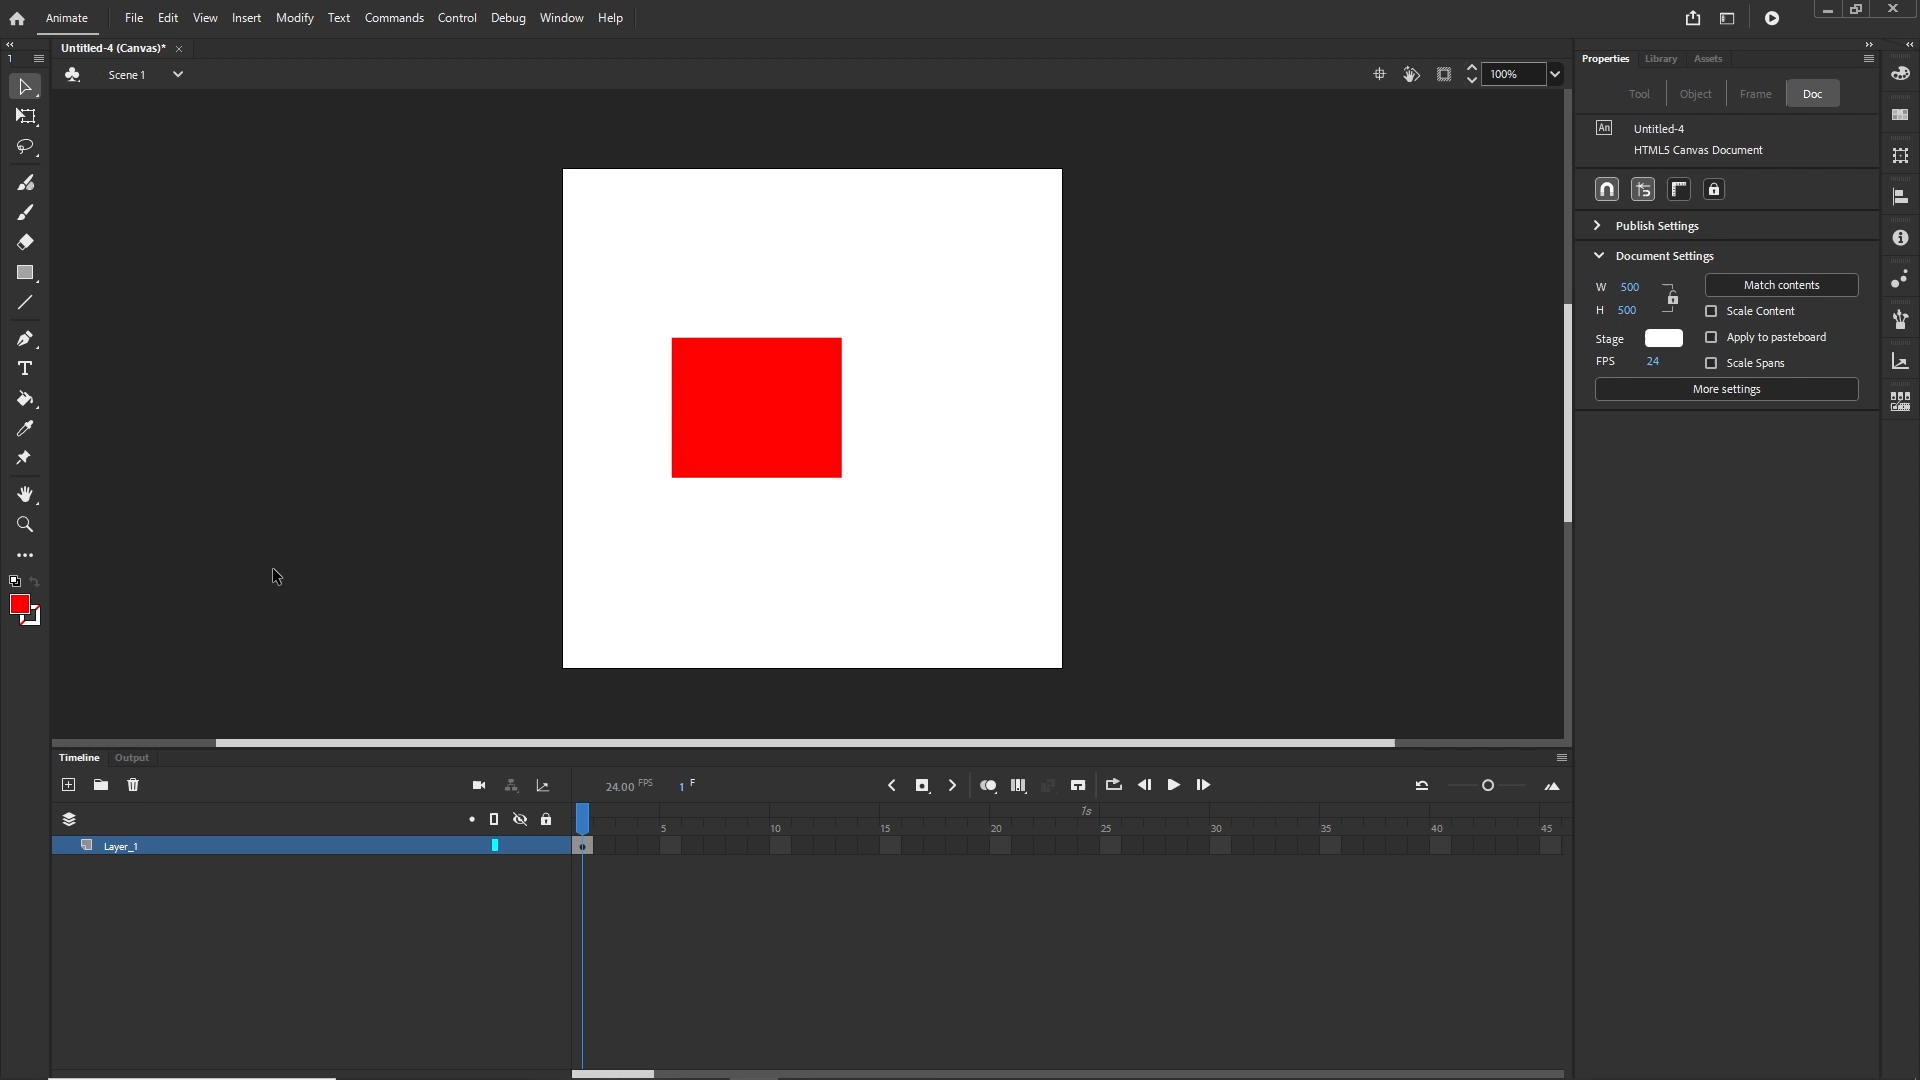 Animate File Edit View Insert Modify Text Commands Control Debug Window Help
Untitled-4 (Canvas)*
Scene 1
100%
Properties Library Assets
Tool Object Frame Doc
An Untitled-4
HTML5 Canvas Document
Publish Settings
Document Settings
W 500
H 500
Match contents
Scale Content
Stage
Apply to pasteboard
FPS 24
Scale Spans
More settings
Timeline Output
24.00 FPS 1 F
1s
5 10 15 20 25 30 35 40 45
Layer_1